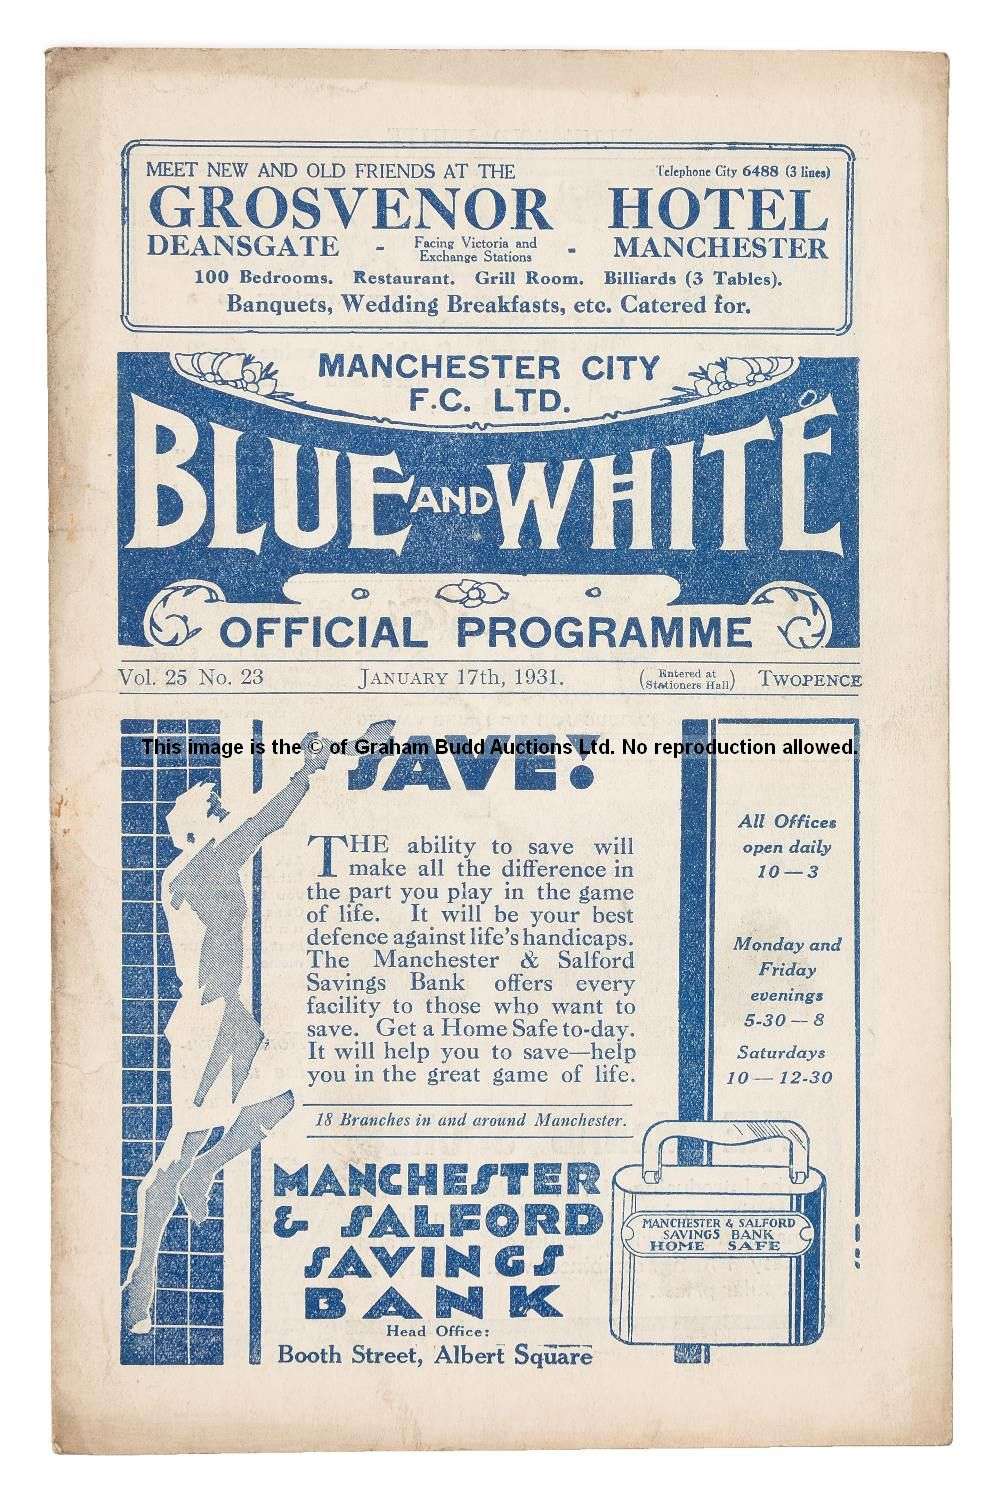 MEET NEW AND OLD FRIENDS AT THE Telephone City 6488 (3 lines)
GROSVENOR HOTEL
DEANSGATE - Facing Victoria and Exchange Stations - MANCHESTER
100 Bedrooms. Restaurant. Grill Room. Billiards (3 Tables).
Banquets, Wedding Breakfasts, etc. Catered for.
MANCHESTER CITY
F.C. LTD.
BLUE AND WHITE
OFFICIAL PROGRAMME
Vol. 25 No. 23 JANUARY 17th, 1931. (Entered at Stationers Hall) TWOPENCE
This image is the © of Graham Budd Auctions Ltd. No reproduction allowed.
SAVE!
THE ability to save will
make all the difference in
the part you play in the game
of life. It will be your best
defence against life's handicaps.
The Manchester & Salford
Savings Bank offers every
facility to those who want to
save. Get a Home Safe to-day.
It will help you to save—help
you in the great game of life.
18 Branches in and around Manchester.
MANCHESTER
& SALFORD
SAVINGS
BANK
Head Office:
Booth Street, Albert Square
All Offices
open daily
10—3
Monday and
Friday
evenings
5-30—8
Saturdays
10—12-30
MANCHESTER & SALFORD
SAVINGS BANK
HOME SAFE